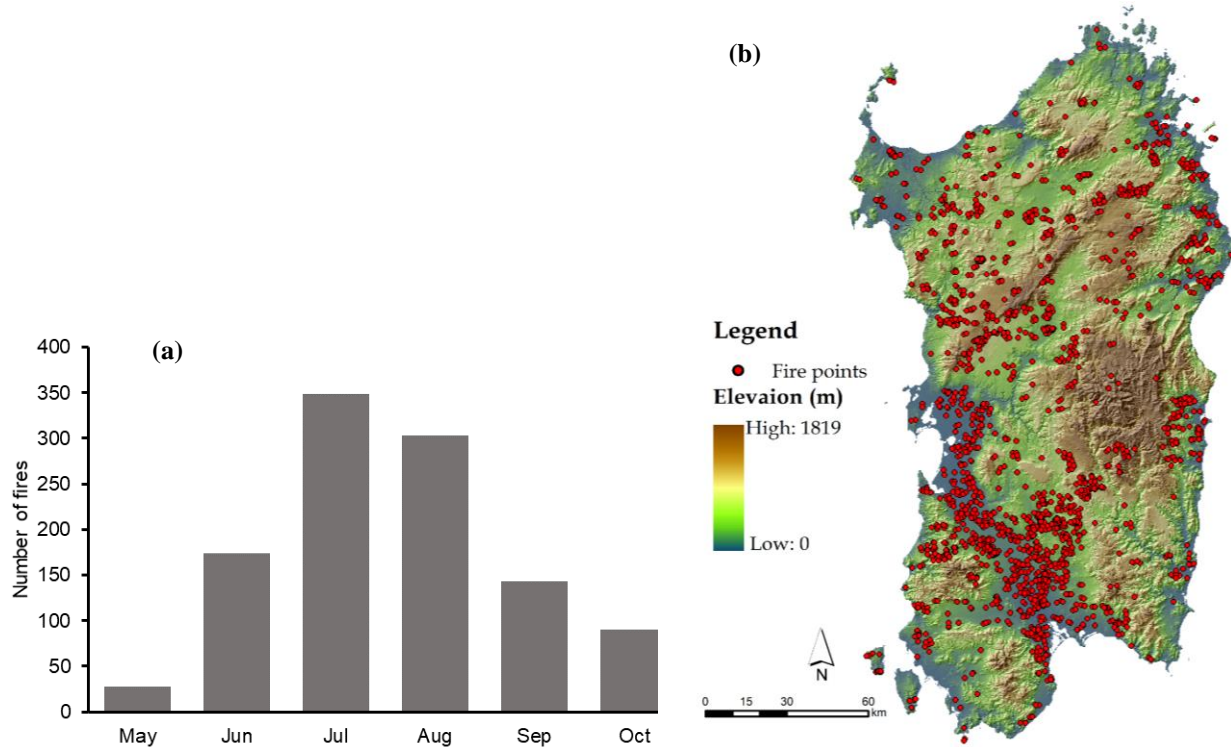 (a)
400
350
300
250
200
150
100
50
0
Number of fires
May Jun Jul Aug Sep Oct
(b)
Legend
Fire points
Elevaion (m)
High: 1819
Low: 0
N
0 15 30 60
km